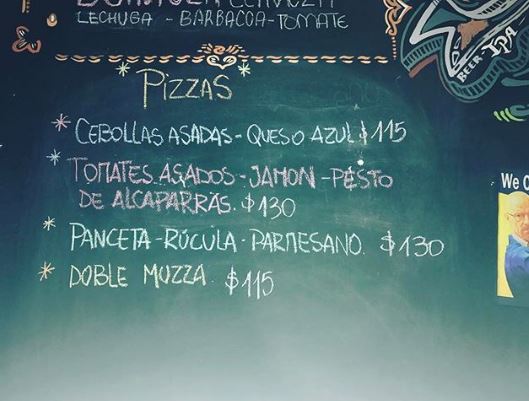 LECHUGA - BARBACOA - TOMATE
PIZZAS
* CEBOLLAS ASADAS - QUESO AZUL $115
* TOMATES ASADOS - JAMON - PESTO
DE ALCAPARRAS. $130
* PANCETA - RÚCULA - PARMESANO. $130
* DOBLE MUZZA $115
BEER IPA
We